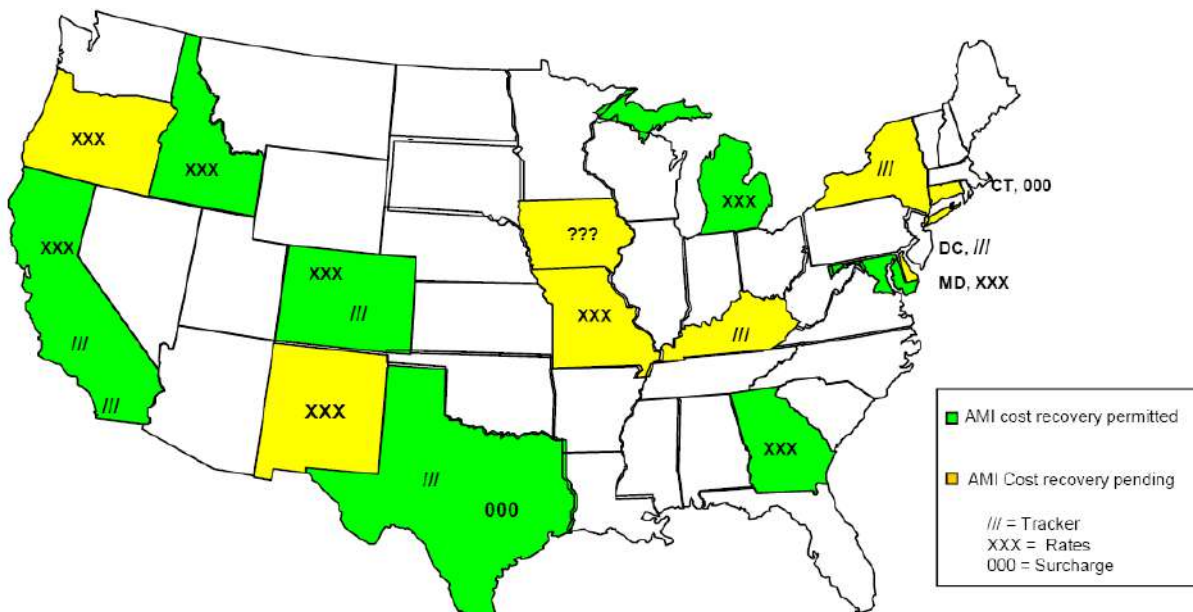 XXX
XXX
///
CT, 000
XXX
XXX
???
DC, ///
XXX
MD, XXX
///
XXX
///
///
///
XXX
XXX
///
000
AMI cost recovery permitted
AMI Cost recovery pending
/// = Tracker
XXX = Rates
000 = Surcharge